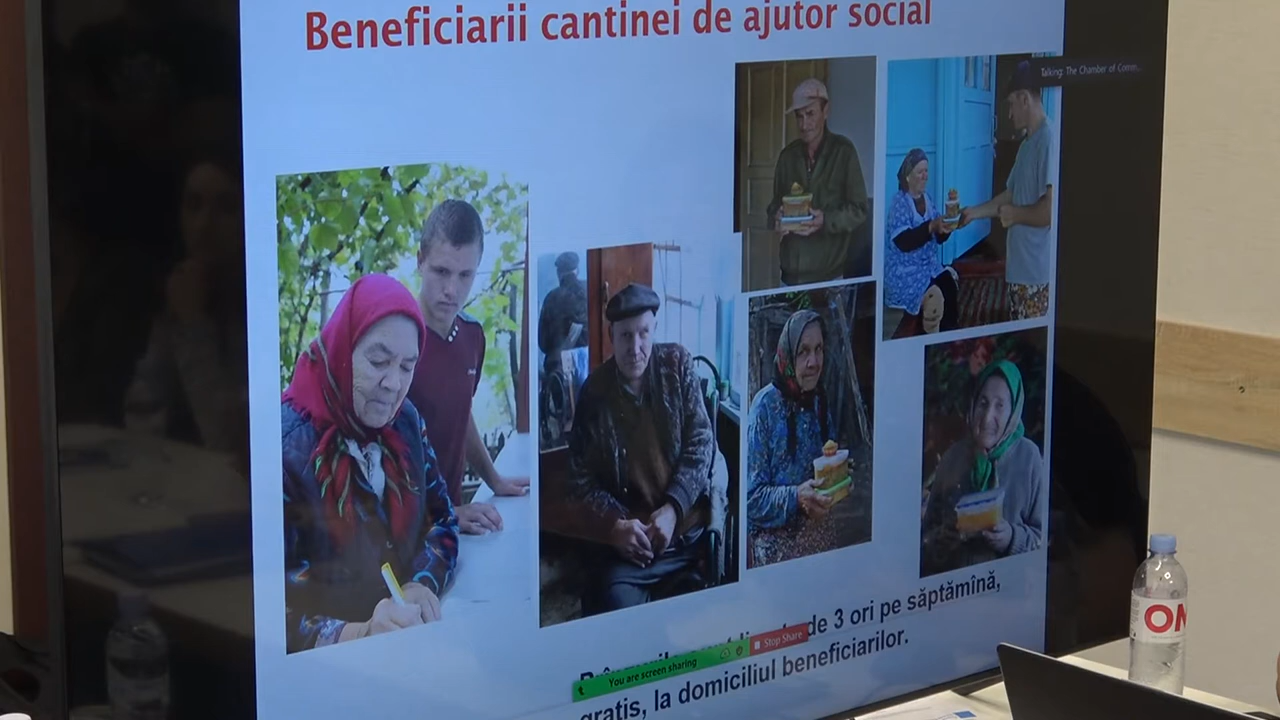 Beneficiarii cantinei de ajutor social
Talking: The Chamber of Comm...
de 3 ori pe săptămînă,
You are screen sharing
Stop Share
gratis, la domiciliul beneficiarilor.
OM